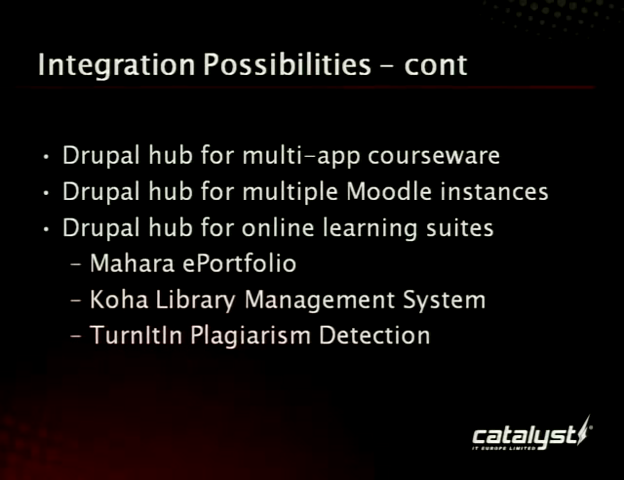 Integration Possibilities – cont
• Drupal hub for multi-app courseware
• Drupal hub for multiple Moodle instances
• Drupal hub for online learning suites
– Mahara ePortfolio
– Koha Library Management System
– TurnItIn Plagiarism Detection
catalyst
IT EUROPE LIMITED